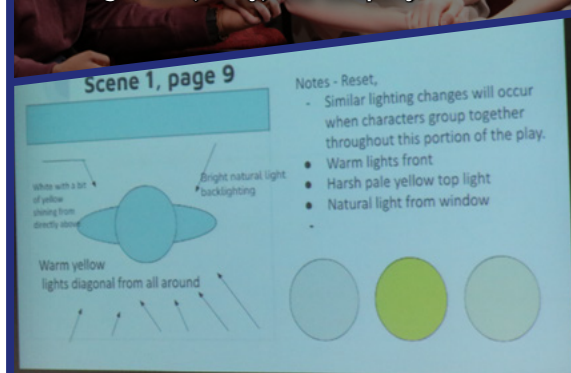 Scene 1, page 9
White with a bit
of yellow
shining from
directly above
Bright natural light
backlighting
Warm yellow
lights diagonal from all around
Notes - Reset,
- Similar lighting changes will occur
when characters group together
throughout this portion of the play.
• Warm lights front
• Harsh pale yellow top light
• Natural light from window
-